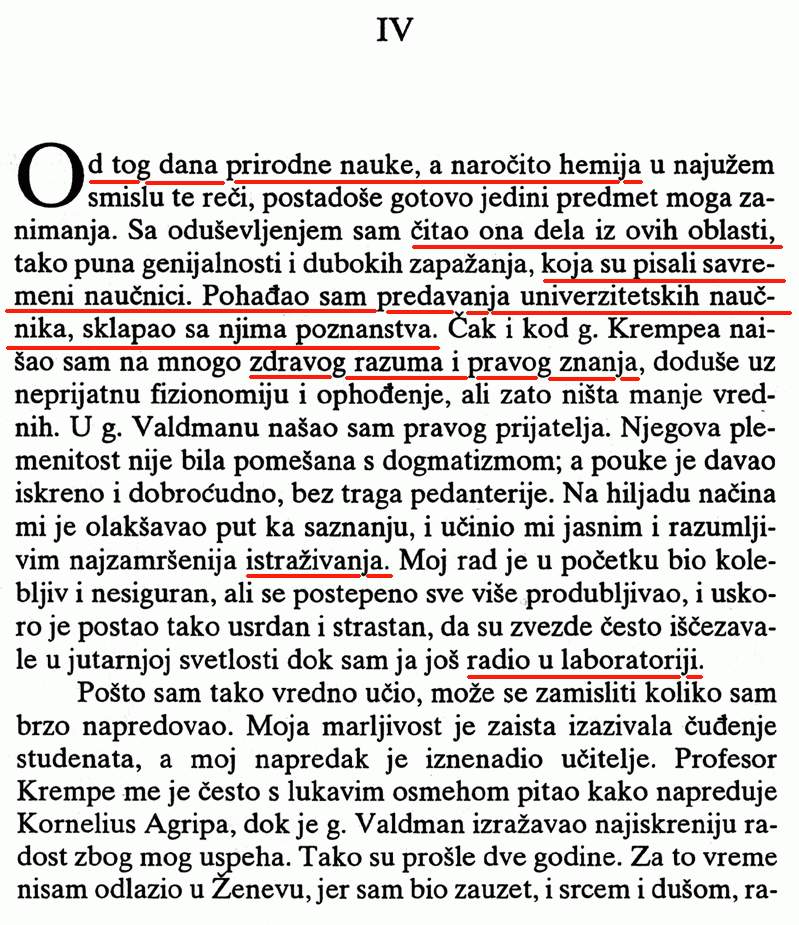 IV
Od tog dana prirodne nauke, a naročito hemija u najužem
smislu te reči, postadoše gotovo jedini predmet moga za-
nimanja. Sa oduševljenjem sam čitao ona dela iz ovih oblasti,
tako puna genijalnosti i dubokih zapažanja, koja su pisali savre-
meni naučnici. Pohađao sam predavanja univerzitetskih nauč-
nika, sklapao sa njima poznanstva. Čak i kod g. Krempea nai-
šao sam na mnogo zdravog razuma i pravog znanja, doduše uz
neprijatnu fizionomiju i ophođenje, ali zato ništa manje vred-
nih. U g. Valdmanu našao sam pravog prijatelja. Njegova ple-
menitost nije bila pomešana s dogmatizmom; a pouke je davao
iskreno i dobroćudno, bez traga pedanterije. Na hiljadu načina
mi je olakšavao put ka saznanju, i učinio mi jasnim i razumlji-
vim najzamršenija istraživanja. Moj rad je u početku bio kole-
bljiv i nesiguran, ali se postepeno sve više produbljivao, i usko-
ro je postao tako usrdan i strastan, da su zvezde često iščezava-
le u jutarnjoj svetlosti dok sam ja još radio u laboratoriji.
Pošto sam tako vredno učio, može se zamisliti koliko sam
brzo napredovao. Moja marljivost je zaista izazivala čuđenje
studenata, a moj napredak je iznenadio učitelje. Profesor
Krempe me je često s lukavim osmehom pitao kako napreduje
Kornelius Agripa, dok je g. Valdman izražavao najiskreniju ra-
dost zbog mog uspeha. Tako su prošle dve godine. Za to vreme
nisam odlazio u Ženevu, jer sam bio zauzet, i srcem i dušom, ra-